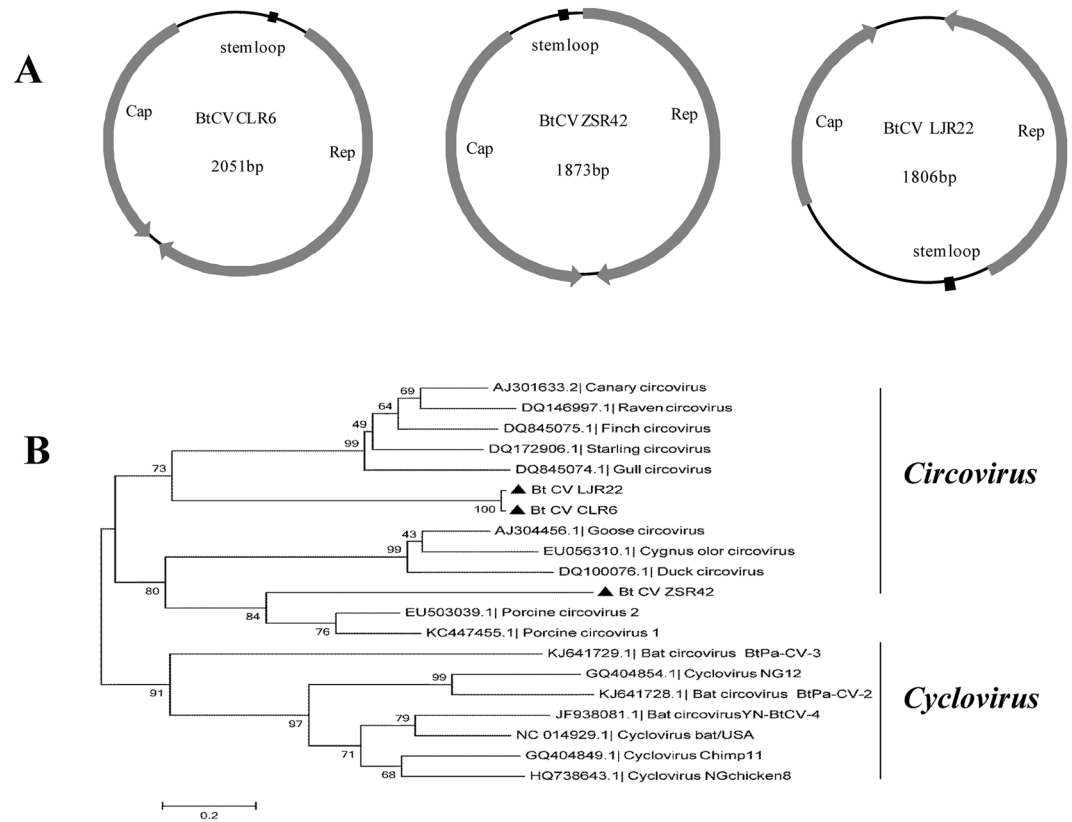 A
stem loop
Cap
BtCV CLR6
Rep
2051bp
stem loop
BtCV ZSR42
Rep
Cap
1873bp
Cap
BtCV LJR22
Rep
1806bp
stem loop
B
69
AJ301633.2| Canary circovirus
DQ146997.1| Raven circovirus
64
DQ845075.1| Finch circovirus
49
DQ172906.1| Starling circovirus
99
DQ845074.1| Gull circovirus
73
Bt CV LJR22
100
Bt CV CLR6
Circovirus
AJ304456.1| Goose circovirus
43
EU056310.1| Cygnus olor circovirus
99
DQ100076.1| Duck circovirus
80
Bt CV ZSR42
84
EU503039.1| Porcine circovirus 2
76
KC447455.1| Porcine circovirus 1
KJ641729.1| Bat circovirus BtPa-CV-3
91
GQ404854.1| Cyclovirus NG12
99
KJ641728.1| Bat circovirus BtPa-CV-2
97
JF938081.1| Bat circovirusYN-BtCV-4
79
NC 014929.1| Cyclovirus bat/USA
71
GQ404849.1| Cyclovirus Chimp11
68
HQ738643.1| Cyclovirus NGchicken8
Cyclovirus
0.2